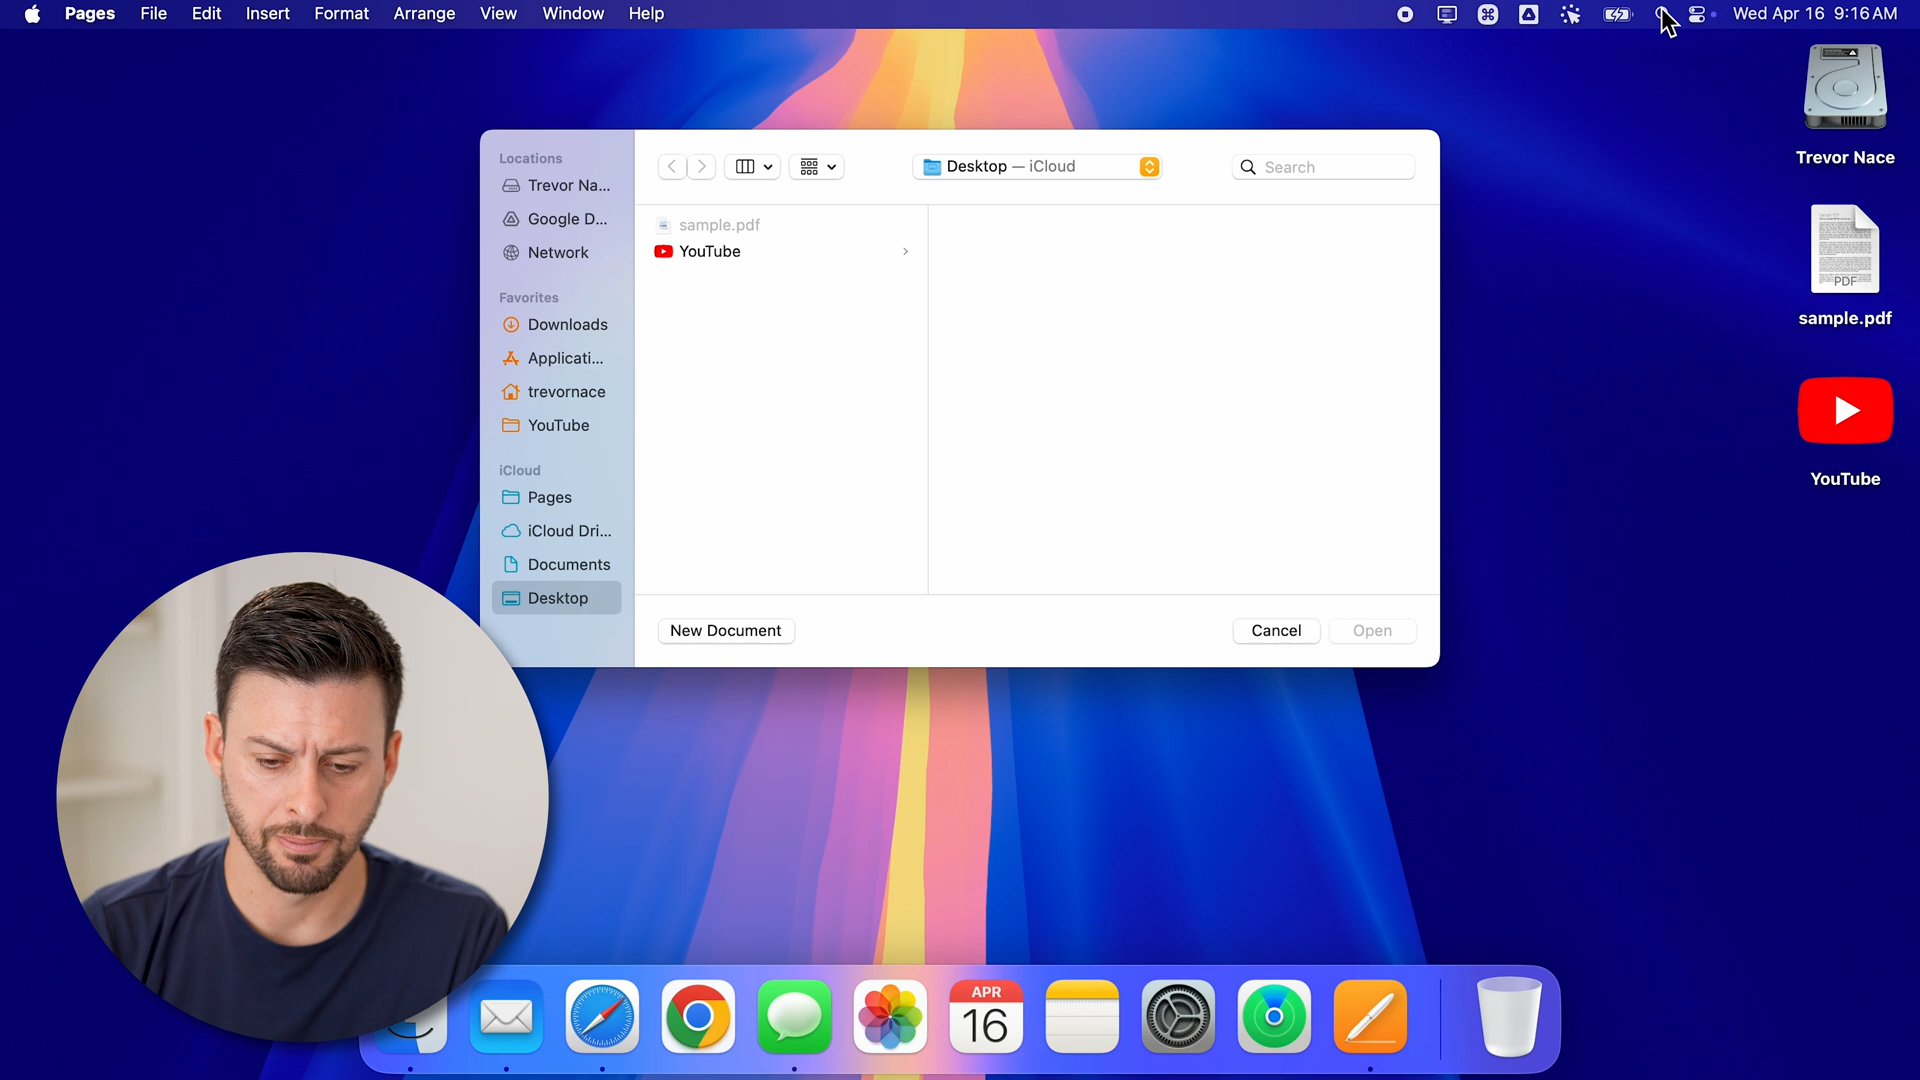 Pages File Edit Insert Format Arrange View Window Help
Wed Apr 16 9:16 AM
Trevor Nace
PDF
sample.pdf
YouTube
Locations
Trevor Na...
Google D...
Network
Favorites
Downloads
Applicati...
trevornace
YouTube
iCloud
Pages
iCloud Dri...
Documents
Desktop
Desktop — iCloud
Search
sample.pdf
YouTube
New Document
Cancel
Open
APR
16